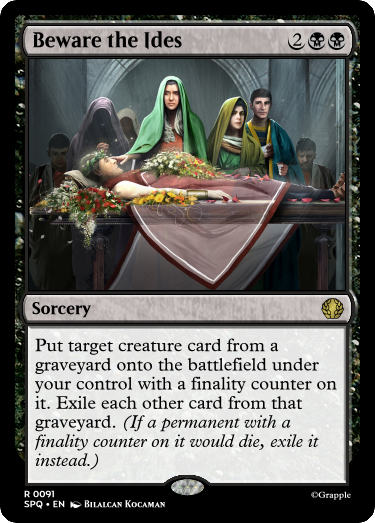 Beware the Ides 2
Sorcery
Put target creature card from a
graveyard onto the battlefield under
your control with a finality counter on
it. Exile each other card from that
graveyard. (If a permanent with a
finality counter on it would die, exile it
instead.)
R 0091
SPQ • EN Bilalcan Kocaman
©Grapple